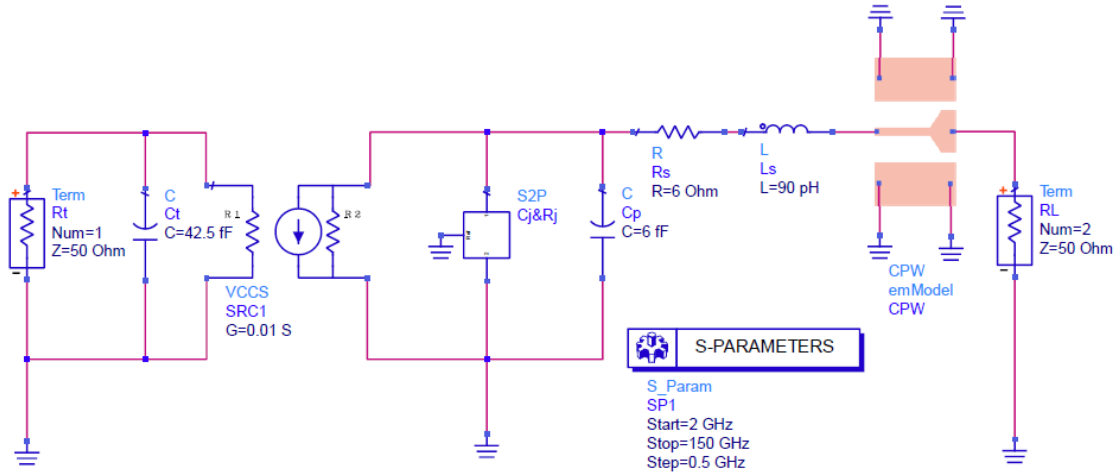 Term
Rt
Num=1
Z=50 Ohm
C
Ct
C=42.5 fF
R1
R2
VCCS
SRC1
G=0.01 S
S2P
Cj&Rj
1
2
C
Cp
C=6 fF
R
Rs
R=6 Ohm
L
Ls
L=90 pH
CPW
emModel
CPW
Term
RL
Num=2
Z=50 Ohm
S-PARAMETERS
S_Param
SP1
Start=2 GHz
Stop=150 GHz
Step=0.5 GHz